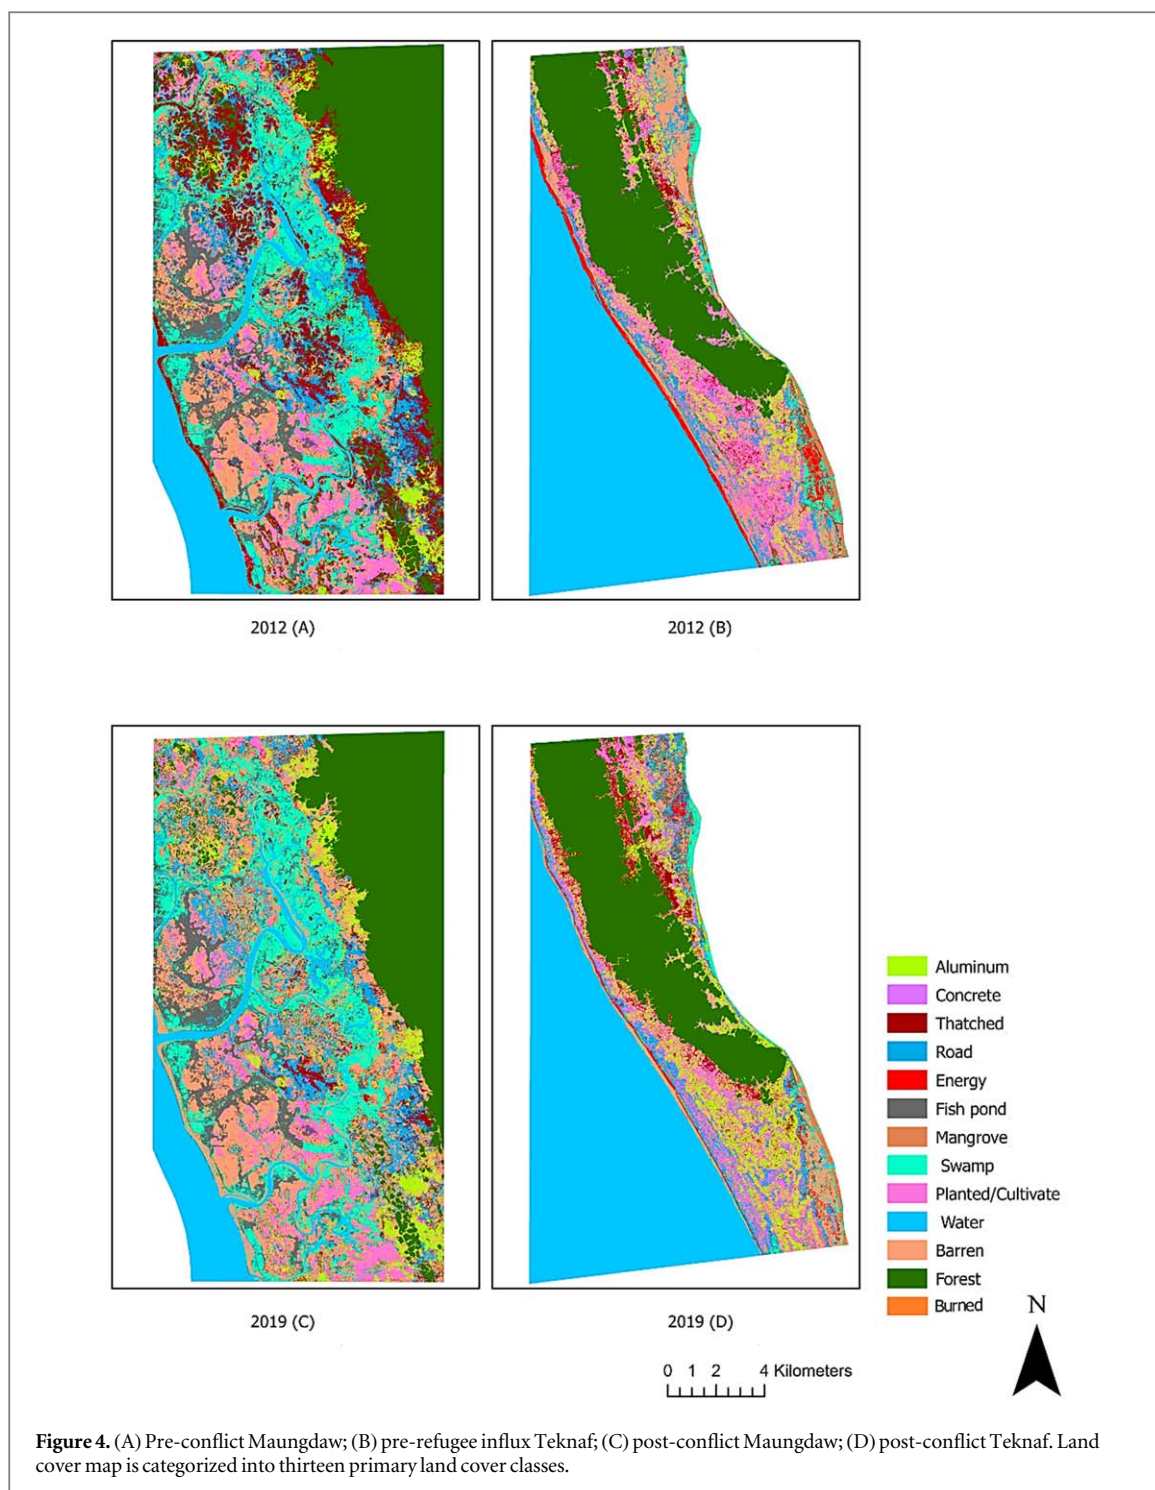 2012 (A)
2012 (B)
2019 (C)
2019 (D)
Aluminum
Concrete
Thatched
Road
Energy
Fish pond
Mangrove
Swamp
Planted/Cultivate
Water
Barren
Forest
Burned
N
0 1 2 4 Kilometers
Figure 4. (A) Pre-conflict Maungdaw; (B) pre-refugee influx Teknaf; (C) post-conflict Maungdaw; (D) post-conflict Teknaf. Land
cover map is categorized into thirteen primary land cover classes.